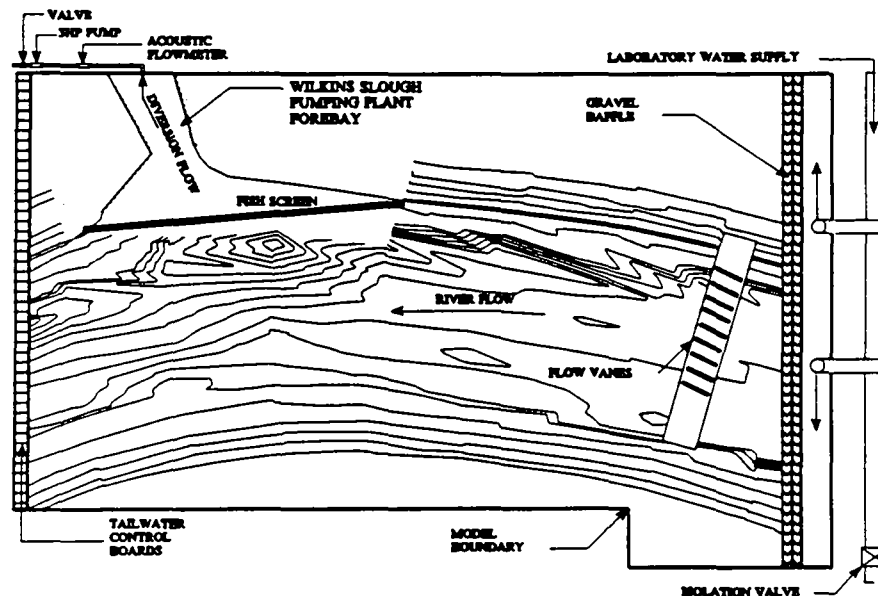 VALVE
3HP PUMP
ACOUSTIC
FLOWMETER
LABORATORY WATER SUPPLY
WILKINS SLOUGH
PUMPING PLANT
FOREBAY
GRAVEL
BAFFLE
DIVERSION FLOW
FISH SCREEN
RIVER FLOW
FLOW VANES
TAILWATER
CONTROL
BOARDS
MODEL
BOUNDARY
ISOLATION VALVE